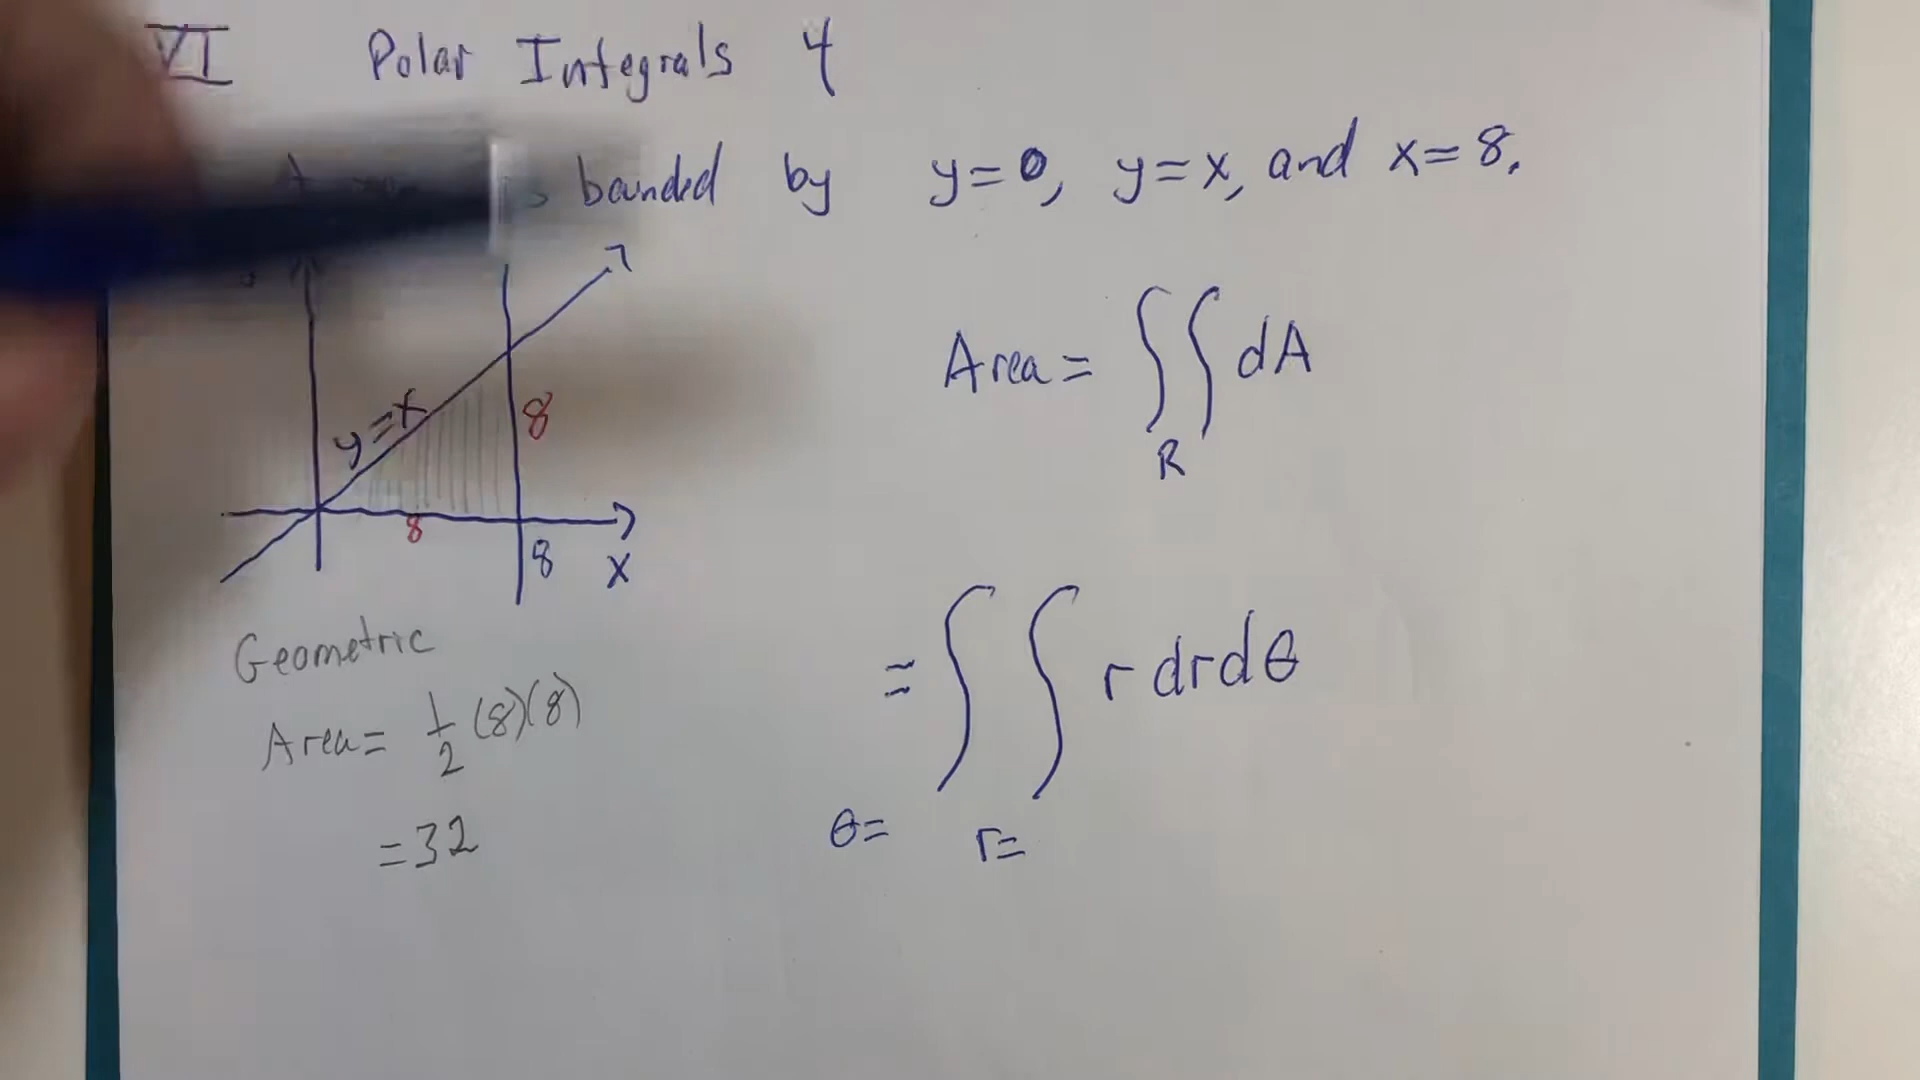 VI Polar Integrals 4
bounded by y=0, y=x, and x=8.
Area = ∫∫ dA
R
y=x
8
8
8 x
Geometric
Area = 1/2 (8)(8)
= 32
= ∫ ∫ r dr dθ
θ= r=